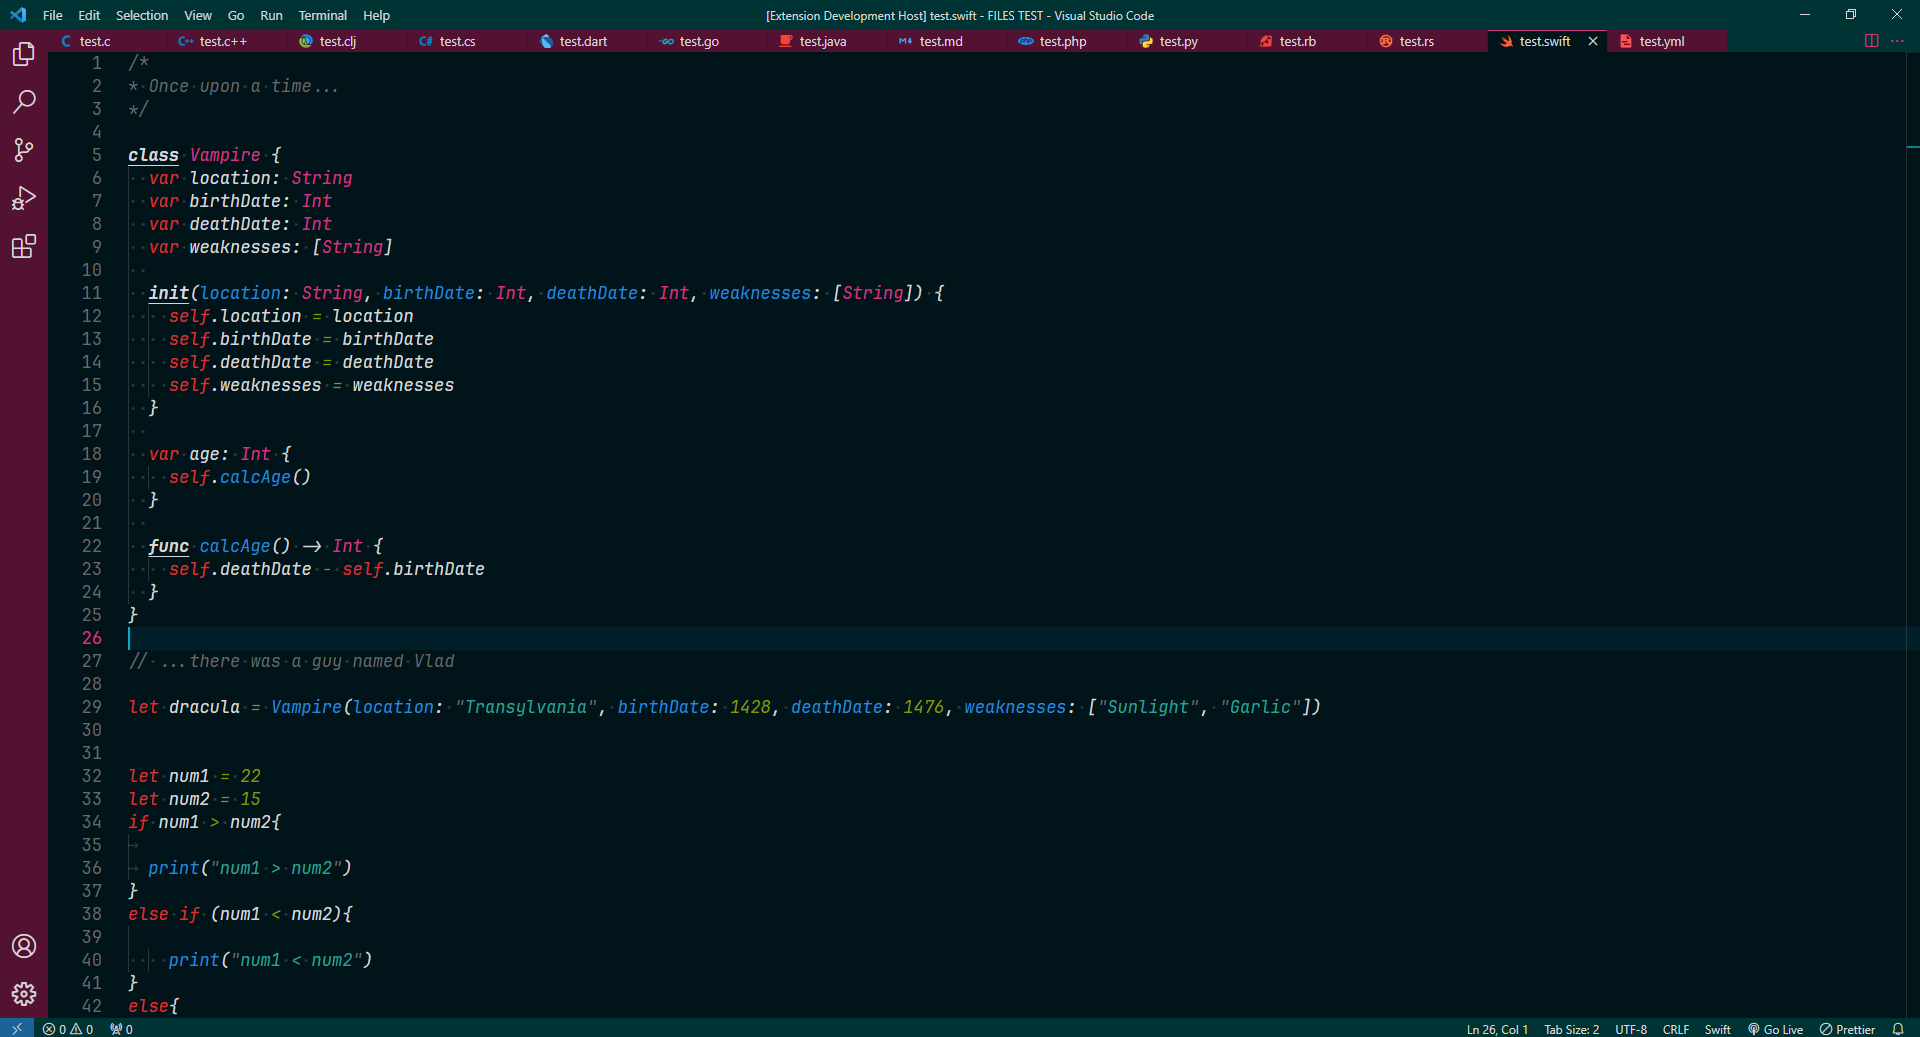 File Edit Selection View Go Run Terminal Help [Extension Development Host] test.swift - FILES TEST - Visual Studio Code
C test.c C++ test.c++ test.clj C# test.cs test.dart GO test.go test.java M↓ test.md php test.php test.py test.rb test.rs test.swift test.yml
1 /*
2 * Once upon a time...
3 */
4
5 class Vampire {
6 var location: String
7 var birthDate: Int
8 var deathDate: Int
9 var weaknesses: [String]
10
11 init(location: String, birthDate: Int, deathDate: Int, weaknesses: [String]) {
12 self.location = location
13 self.birthDate = birthDate
14 self.deathDate = deathDate
15 self.weaknesses = weaknesses
16 }
17
18 var age: Int {
19 self.calcAge()
20 }
21
22 func calcAge() -> Int {
23 self.deathDate - self.birthDate
24 }
25 }
26
27 // ...there was a guy named Vlad
28
29 let dracula = Vampire(location: "Transylvania", birthDate: 1428, deathDate: 1476, weaknesses: ["Sunlight", "Garlic"])
30
31
32 let num1 = 22
33 let num2 = 15
34 if num1 > num2{
35
36 print("num1 > num2")
37 }
38 else if (num1 < num2){
39
40 print("num1 < num2")
41 }
42 else{
0 0 0 Ln 26, Col 1 Tab Size: 2 UTF-8 CRLF Swift Go Live Prettier